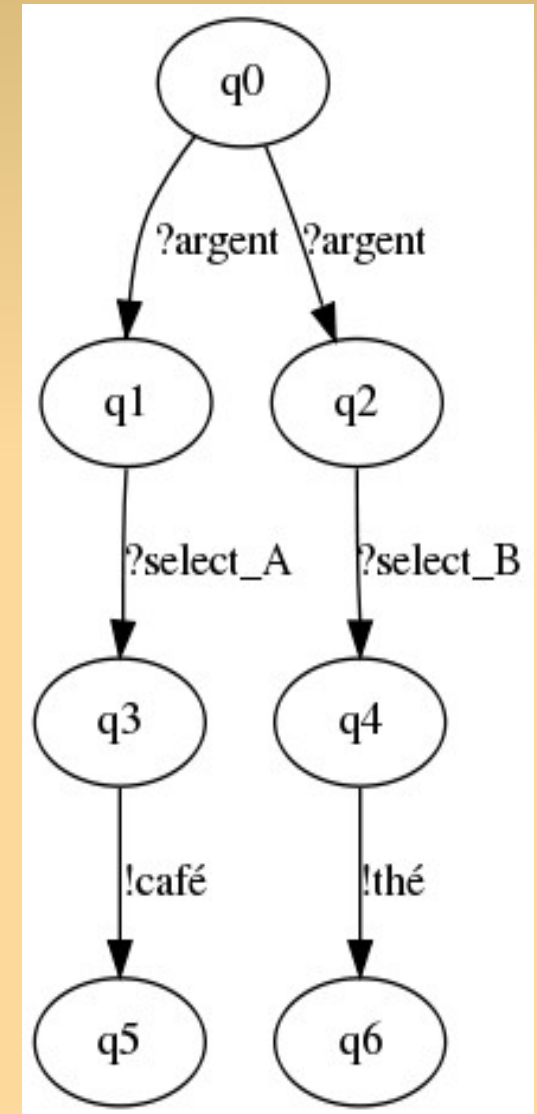 q0
?argent ?argent
q1 q2
?select_A ?select_B
q3 q4
!café !thé
q5 q6